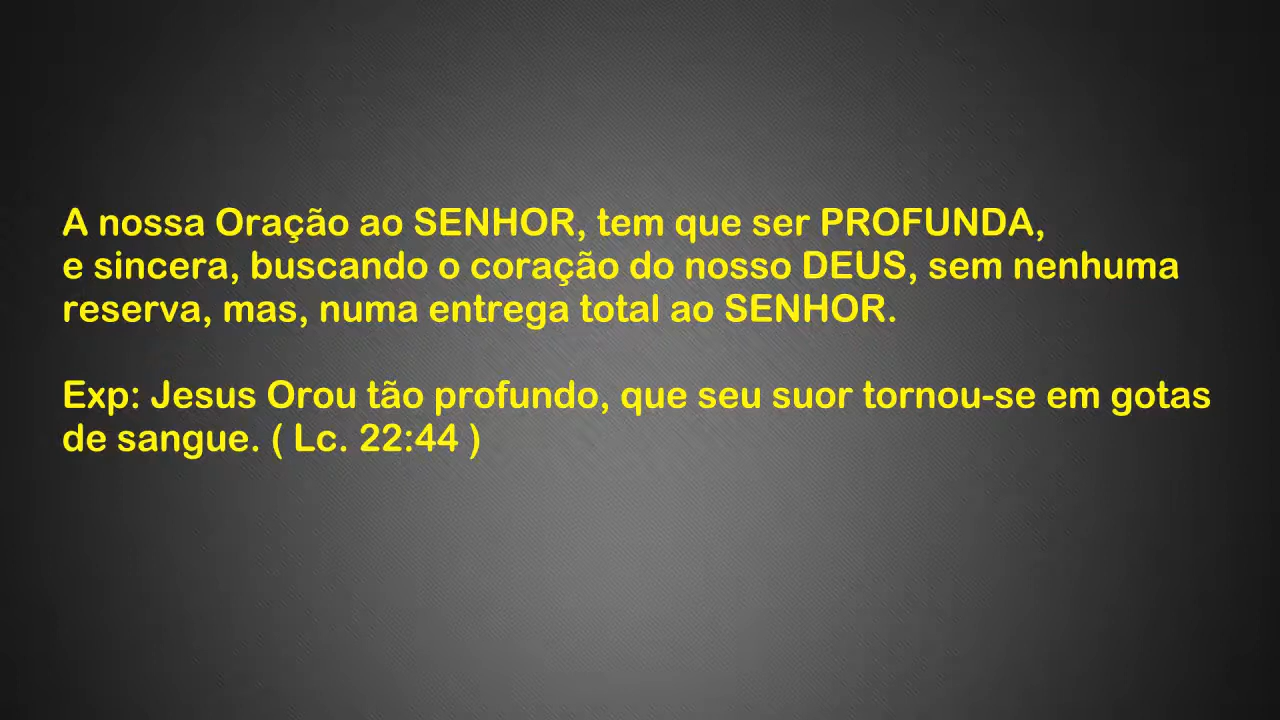 A nossa Oração ao SENHOR, tem que ser PROFUNDA,
e sincera, buscando o coração do nosso DEUS, sem nenhuma
reserva, mas, numa entrega total ao SENHOR.
Exp: Jesus Orou tão profundo, que seu suor tornou-se em gotas
de sangue. ( Lc. 22:44 )